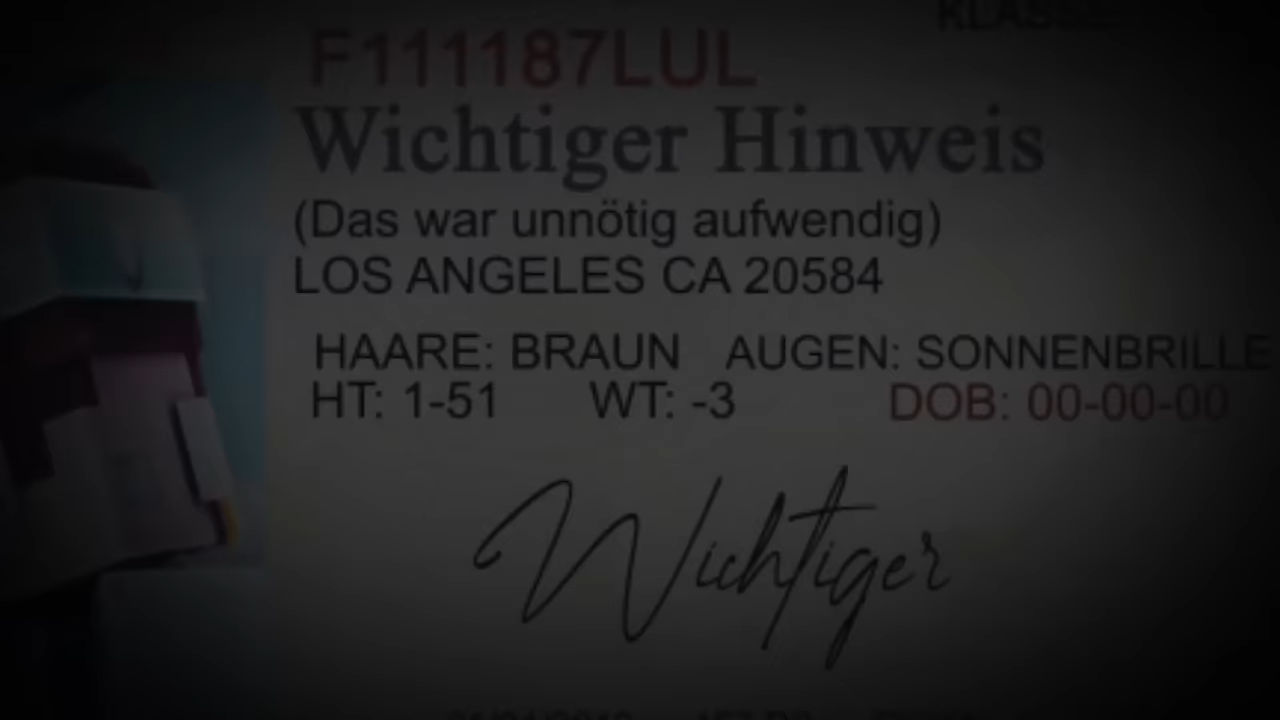 F111187LUL
Wichtiger Hinweis
(Das war unnötig aufwendig)
LOS ANGELES CA 20584
HAARE: BRAUN AUGEN: SONNENBRILLE
HT: 1-51 WT: -3 DOB: 00-00-00
Wichtiger